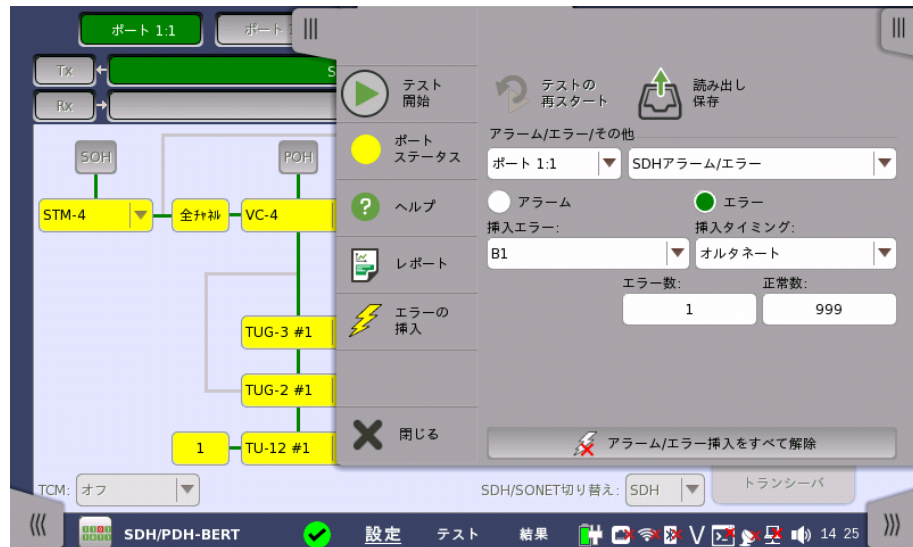 ポート 1:1
ポート
Tx
S
Rx
SOH
POH
STM-4
全ﾁｬﾈﾙ
VC-4
TUG-3 #1
TUG-2 #1
1
TU-12 #1
テスト
開始
ポート
ステータス
ヘルプ
レポート
エラーの
挿入
閉じる
テストの
再スタート
読み出し
保存
アラーム/エラー/その他
ポート 1:1
SDHアラーム/エラー
アラーム
エラー
挿入エラー:
挿入タイミング:
B1
オルタネート
エラー数:
正常数:
1
999
アラーム/エラー挿入をすべて解除
TCM:
オフ
SDH/SONET切り替え:
SDH
トランシーバ
SDH/PDH-BERT
設定
テスト
結果
14 25